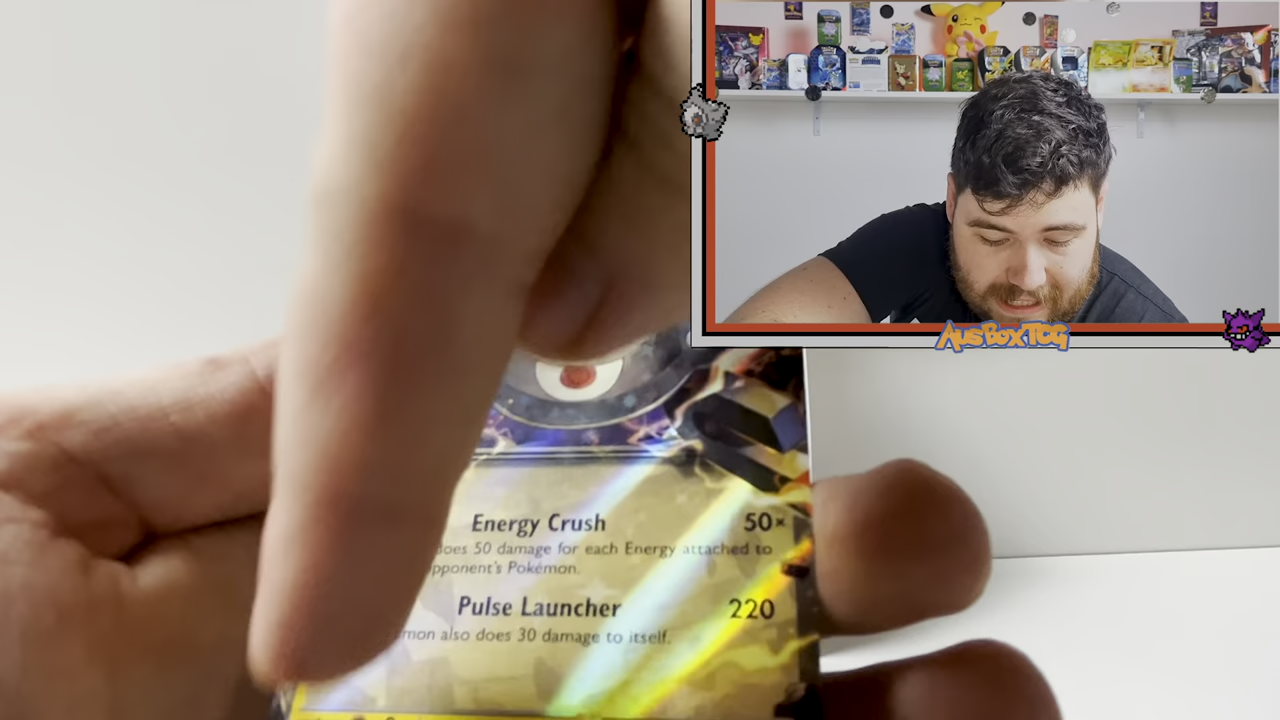 AusBoxTCG
Energy Crush 50×
does 50 damage for each Energy attached to
pponent's Pokémon.
Pulse Launcher 220
mon also does 30 damage to itself.